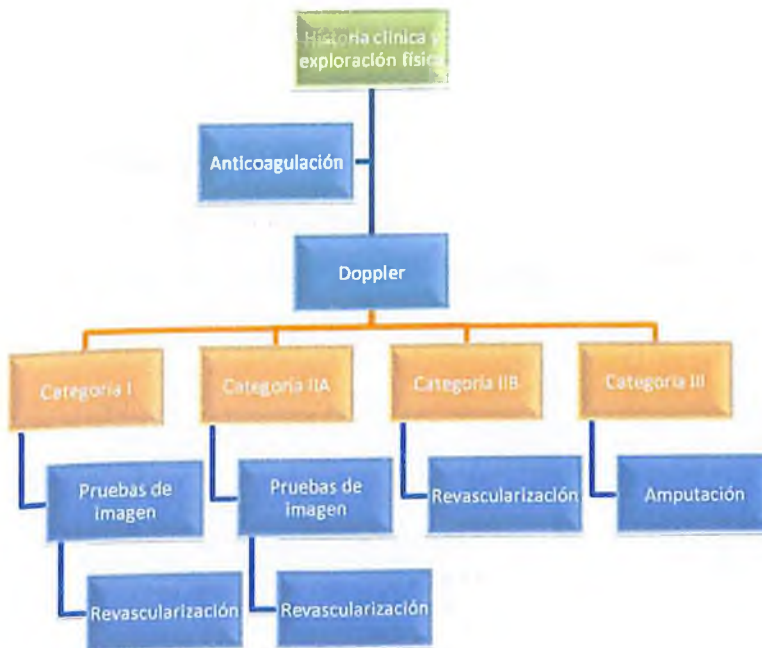 Historia clínica y
exploración física
Anticoagulación
Doppler
Categoría I
Categoría IIA
Categoría IIB
Categoría III
Pruebas de
imagen
Pruebas de
imagen
Revascularización
Amputación
Revascularización
Revascularización